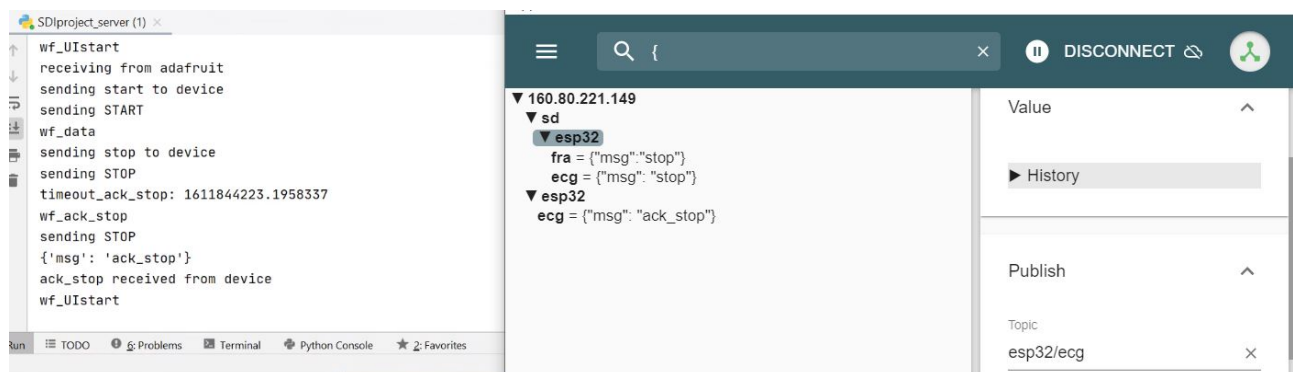 SDIproject_server (1) ×
wf_UIstart
receiving from adafruit
sending start to device
sending START
wf_data
sending stop to device
sending STOP
timeout_ack_stop: 1611844223.1958337
wf_ack_stop
sending STOP
{'msg': 'ack_stop'}
ack_stop received from device
wf_UIstart
Run TODO 6: Problems Terminal Python Console 2: Favorites
{ × DISCONNECT
▼ 160.80.221.149
▼ sd
▼ esp32
fra = {"msg":"stop"}
ecg = {"msg": "stop"}
▼ esp32
ecg = {"msg": "ack_stop"}
Value
▶ History
Publish
Topic
esp32/ecg ×